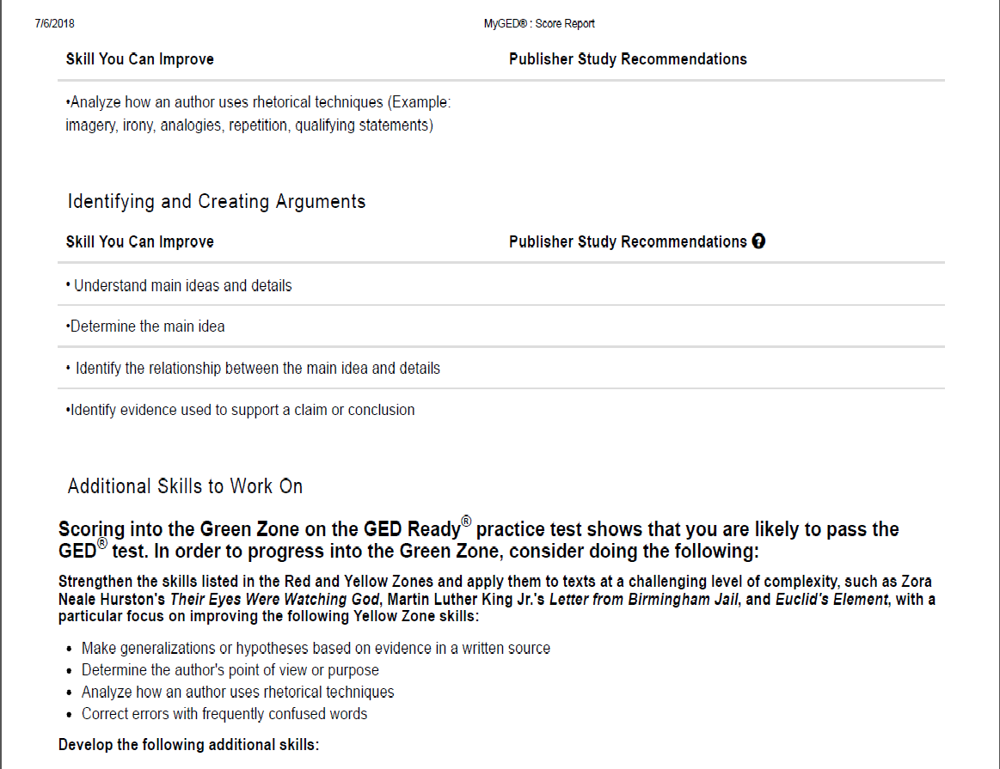 7/6/2018 MyGED® : Score Report
Skill You Can Improve Publisher Study Recommendations
•Analyze how an author uses rhetorical techniques (Example:
imagery, irony, analogies, repetition, qualifying statements)
Identifying and Creating Arguments
Skill You Can Improve Publisher Study Recommendations ?
• Understand main ideas and details
•Determine the main idea
• Identify the relationship between the main idea and details
•Identify evidence used to support a claim or conclusion
Additional Skills to Work On
Scoring into the Green Zone on the GED Ready® practice test shows that you are likely to pass the
GED® test. In order to progress into the Green Zone, consider doing the following:
Strengthen the skills listed in the Red and Yellow Zones and apply them to texts at a challenging level of complexity, such as Zora
Neale Hurston's Their Eyes Were Watching God, Martin Luther King Jr.'s Letter from Birmingham Jail, and Euclid's Element, with a
particular focus on improving the following Yellow Zone skills:
• Make generalizations or hypotheses based on evidence in a written source
• Determine the author's point of view or purpose
• Analyze how an author uses rhetorical techniques
• Correct errors with frequently confused words
Develop the following additional skills: